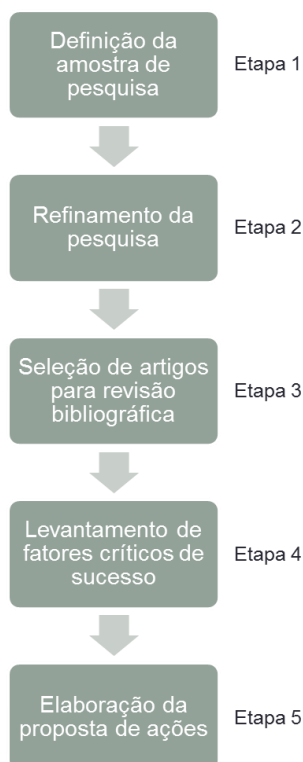 Definição da
amostra de
pesquisa
Etapa 1
Refinamento da
pesquisa
Etapa 2
Seleção de artigos
para revisão
bibliográfica
Etapa 3
Levantamento de
fatores críticos de
sucesso
Etapa 4
Elaboração da
proposta de ações
Etapa 5